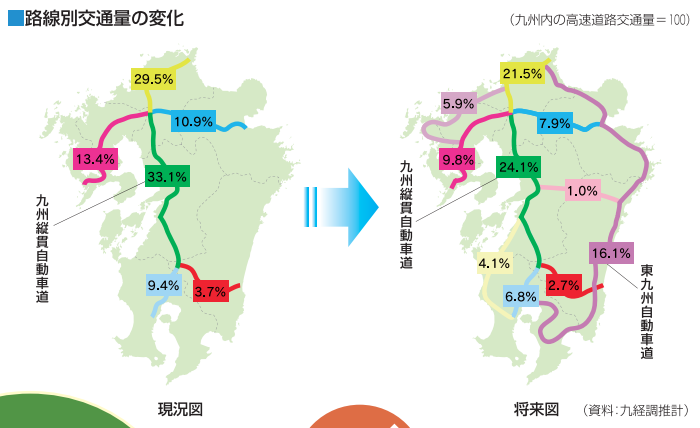 ■路線別交通量の変化
(九州内の高速道路交通量＝100)
29.5%
10.9%
13.4%
33.1%
九州縦貫自動車道
9.4%
3.7%
現況図
21.5%
5.9%
7.9%
9.8%
24.1%
1.0%
九州縦貫自動車道
16.1%
4.1%
2.7%
6.8%
東九州自動車道
将来図
(資料:九経調推計)